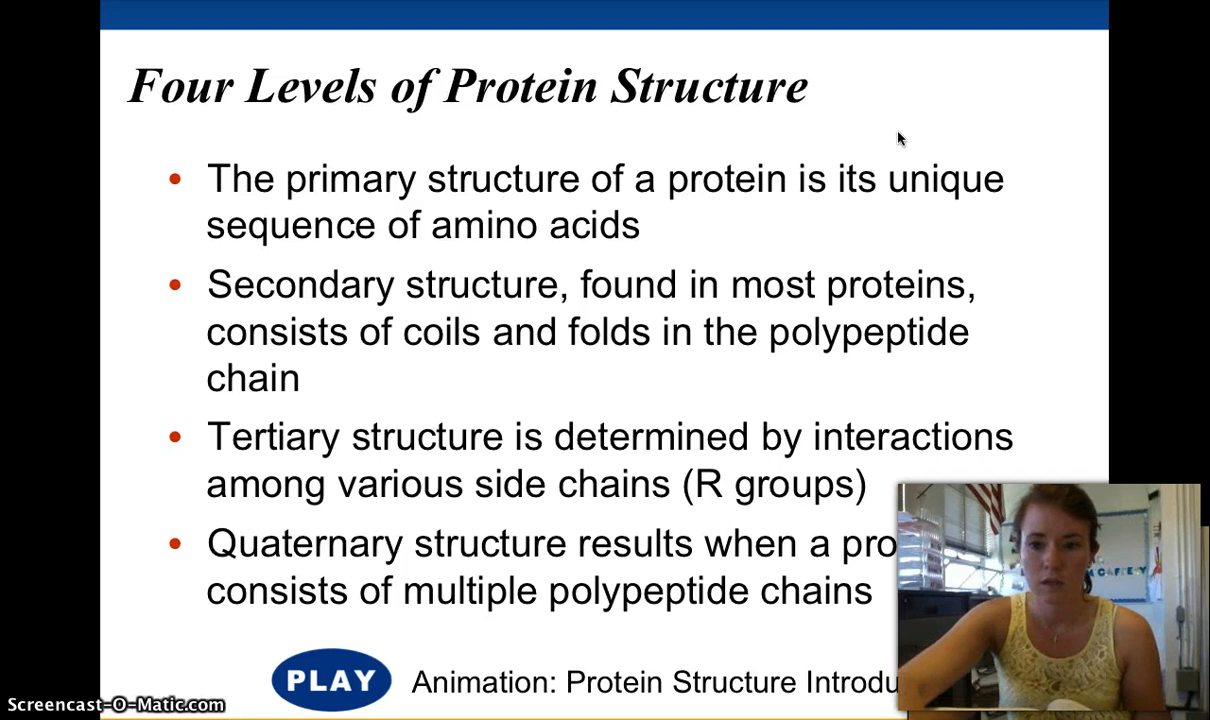 Four Levels of Protein Structure
• The primary structure of a protein is its unique
sequence of amino acids
• Secondary structure, found in most proteins,
consists of coils and folds in the polypeptide
chain
• Tertiary structure is determined by interactions
among various side chains (R groups)
• Quaternary structure results when a pro
consists of multiple polypeptide chains
PLAY Animation: Protein Structure Introdu
Screencast-O-Matic.com